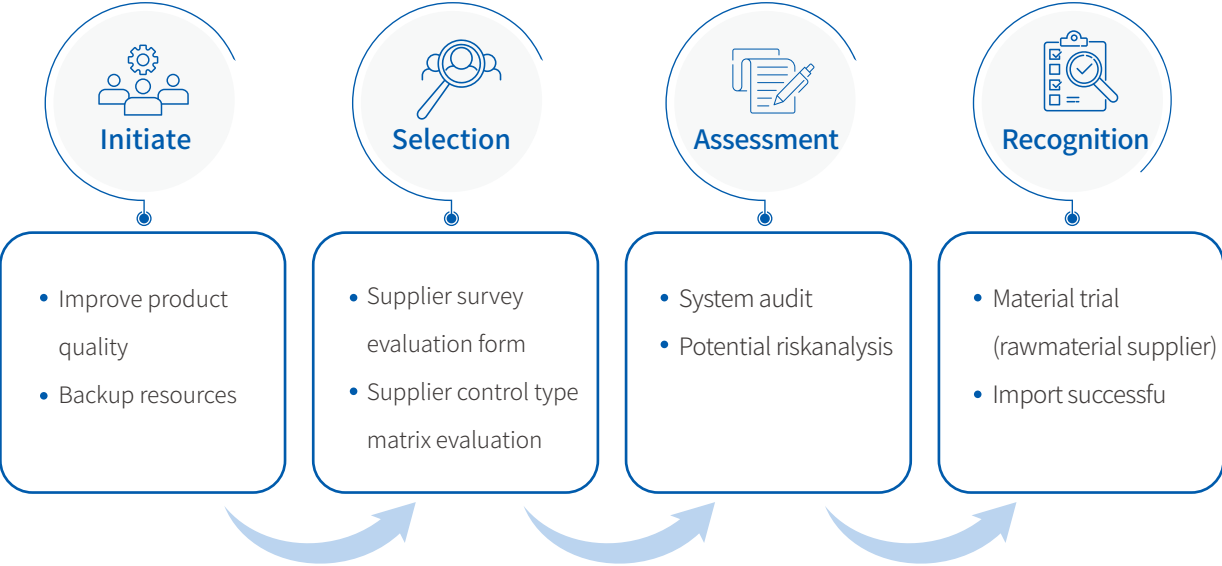 Initiate
Improve product
quality
Backup resources
Selection
Supplier survey
evaluation form
Supplier control type
matrix evaluation
Assessment
System audit
Potential riskanalysis
Recognition
Material trial
(rawmaterial supplier)
Import successfu